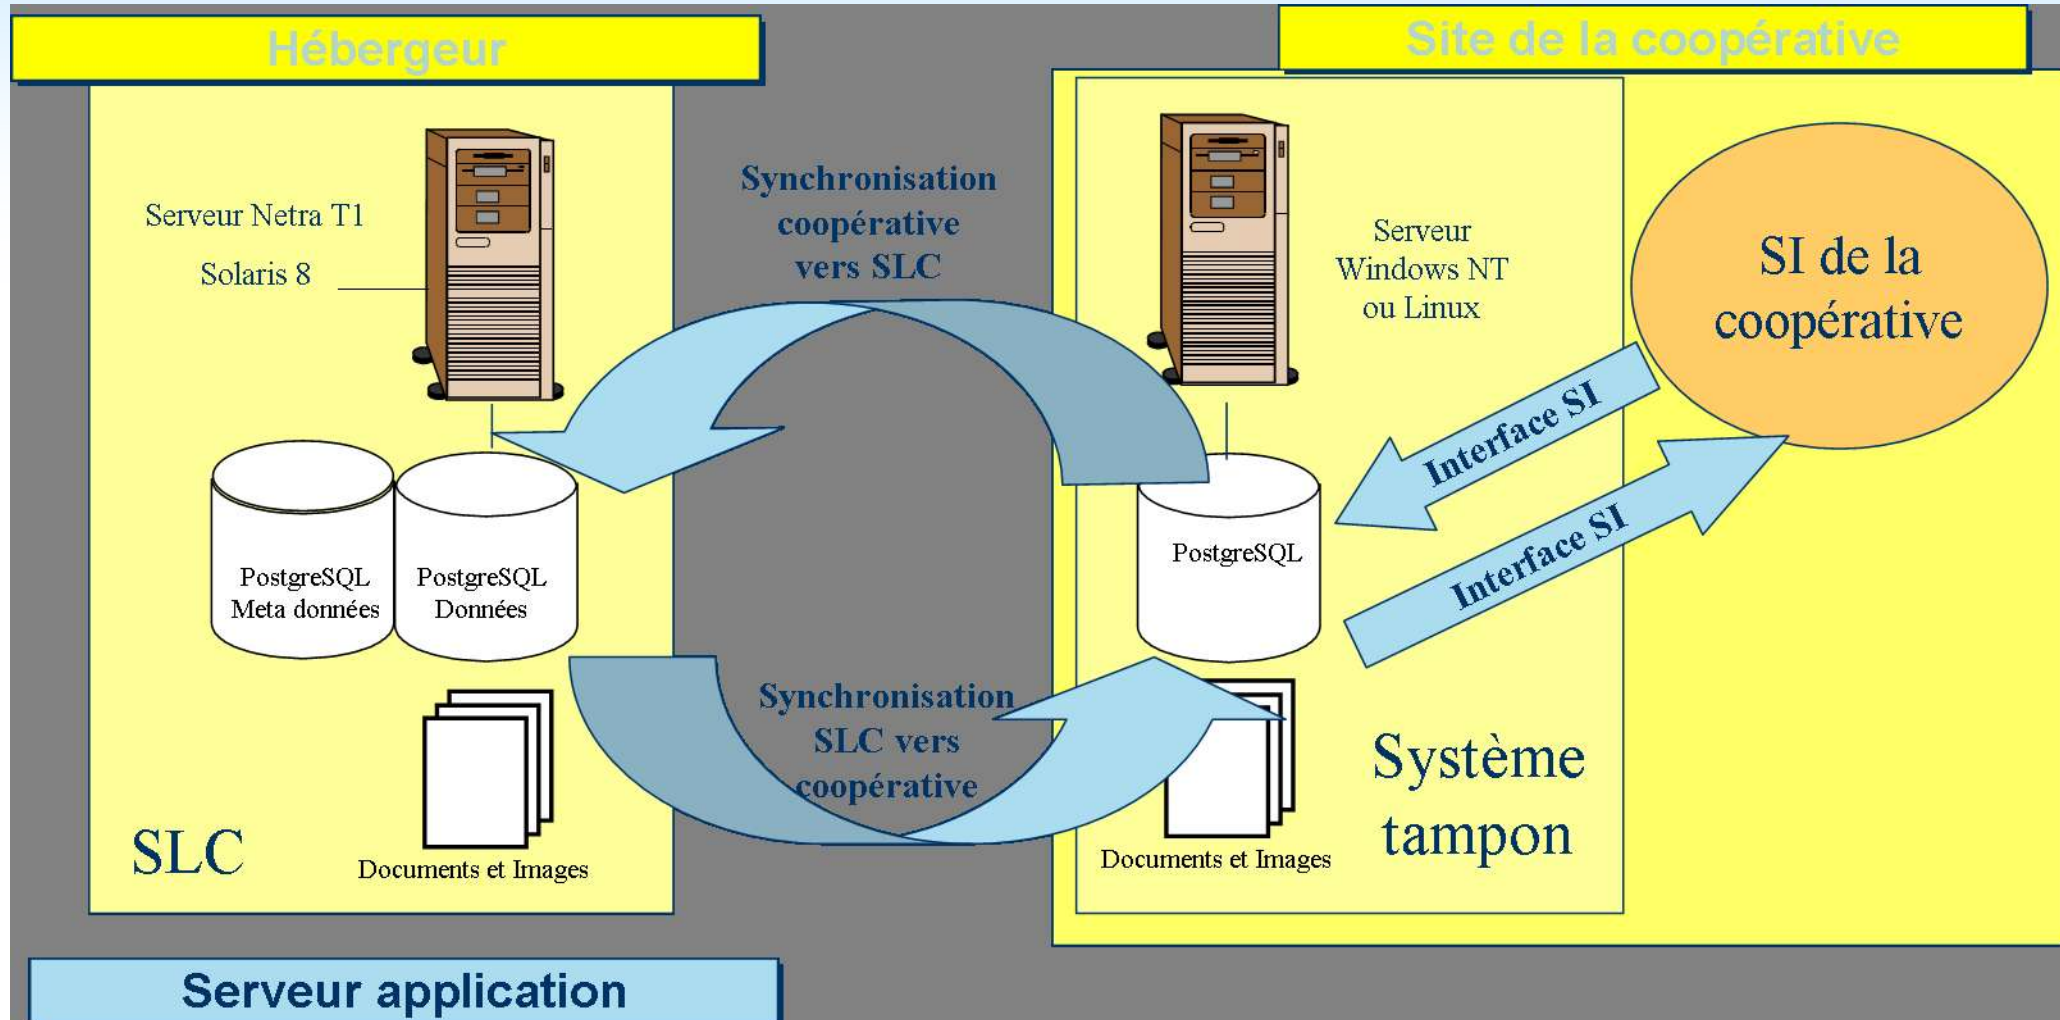 Hébergeur
Site de la coopérative
Serveur Netra T1
Solaris 8
Synchronisation
coopérative
vers SLC
Serveur
Windows NT
ou Linux
SI de la
coopérative
Interface SI
Interface SI
PostgreSQL
Meta données
PostgreSQL
Données
PostgreSQL
Synchronisation
SLC vers
coopérative
Système
tampon
SLC
Documents et Images
Documents et Images
Serveur application